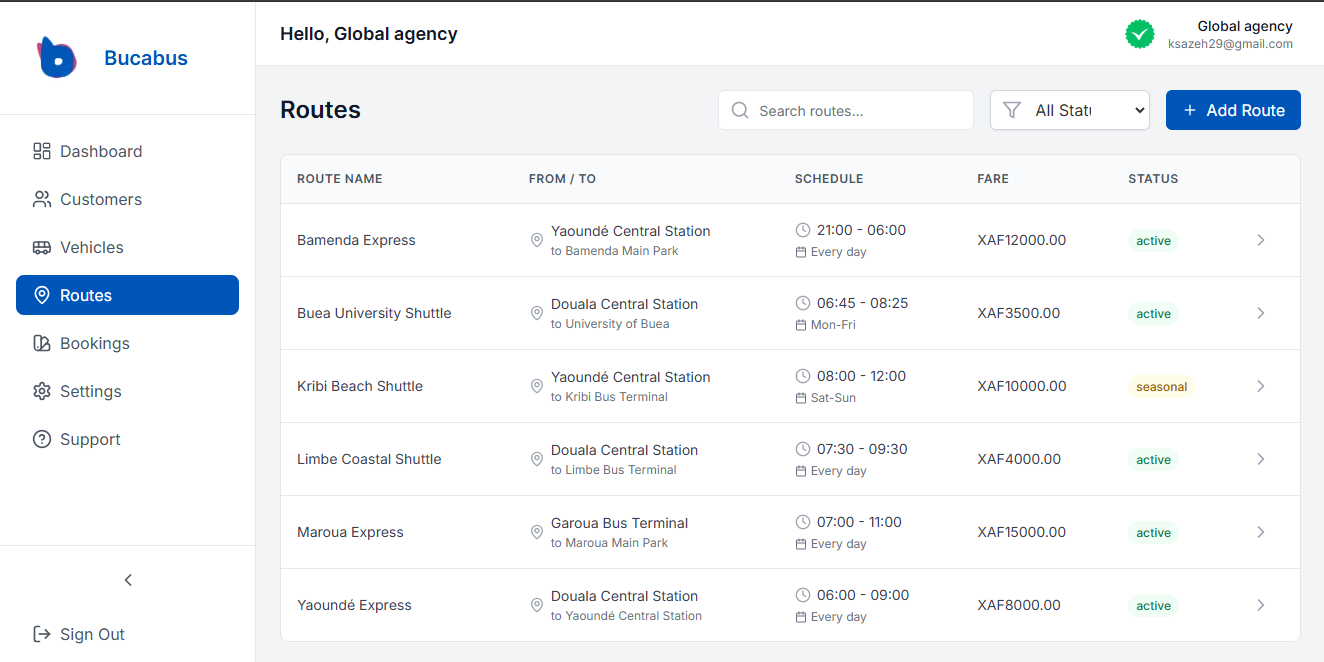 Bucabus
Hello, Global agency
Global agency
ksazeh29@gmail.com
Dashboard
Customers
Vehicles
Routes
Bookings
Settings
Support
Sign Out
Routes
Search routes...
All Statu
Add Route
ROUTE NAME FROM / TO SCHEDULE FARE STATUS
Bamenda Express Yaoundé Central Station 21:00 - 06:00 XAF12000.00 active
to Bamenda Main Park Every day
Buea University Shuttle Douala Central Station 06:45 - 08:25 XAF3500.00 active
to University of Buea Mon-Fri
Kribi Beach Shuttle Yaoundé Central Station 08:00 - 12:00 XAF10000.00 seasonal
to Kribi Bus Terminal Sat-Sun
Limbe Coastal Shuttle Douala Central Station 07:30 - 09:30 XAF4000.00 active
to Limbe Bus Terminal Every day
Maroua Express Garoua Bus Terminal 07:00 - 11:00 XAF15000.00 active
to Maroua Main Park Every day
Yaoundé Express Douala Central Station 06:00 - 09:00 XAF8000.00 active
to Yaoundé Central Station Every day